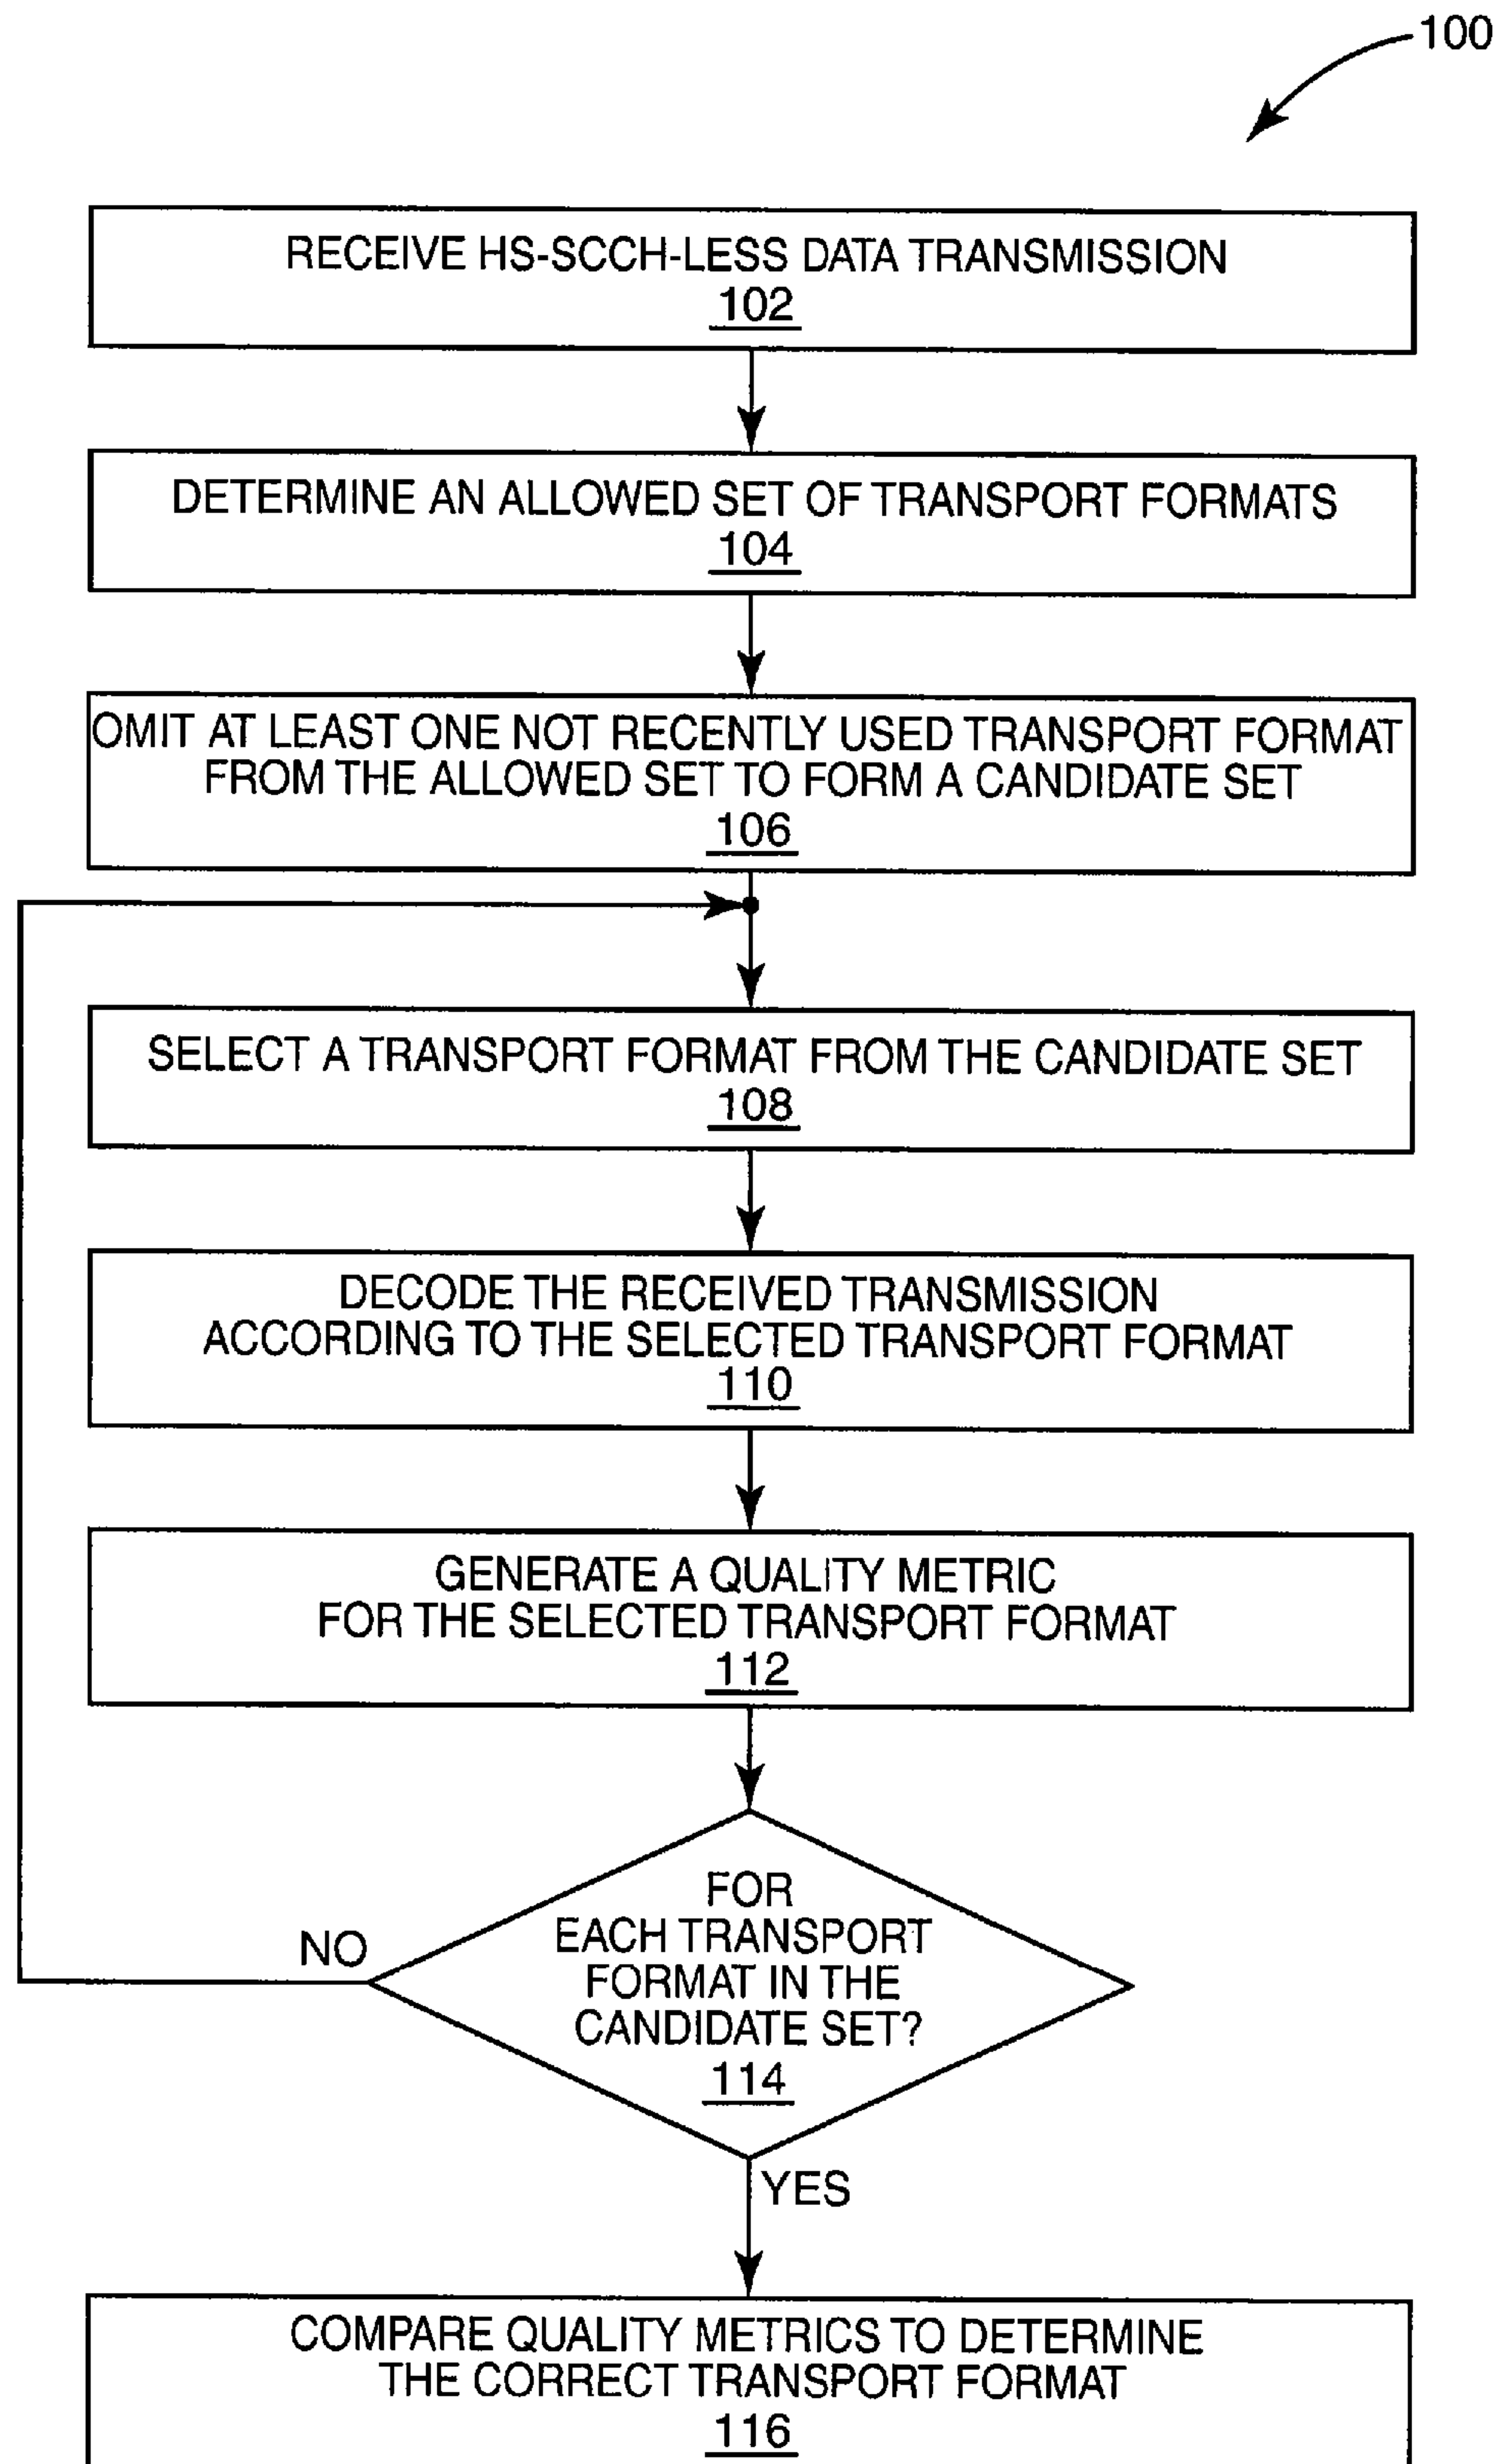 100
RECEIVE HS-SCCH-LESS DATA TRANSMISSION
102
DETERMINE AN ALLOWED SET OF TRANSPORT FORMATS
104
OMIT AT LEAST ONE NOT RECENTLY USED TRANSPORT FORMAT
FROM THE ALLOWED SET TO FORM A CANDIDATE SET
106
SELECT A TRANSPORT FORMAT FROM THE CANDIDATE SET
108
DECODE THE RECEIVED TRANSMISSION
ACCORDING TO THE SELECTED TRANSPORT FORMAT
110
GENERATE A QUALITY METRIC
FOR THE SELECTED TRANSPORT FORMAT
112
FOR
EACH TRANSPORT
FORMAT IN THE
CANDIDATE SET?
114
NO
YES
COMPARE QUALITY METRICS TO DETERMINE
THE CORRECT TRANSPORT FORMAT
116